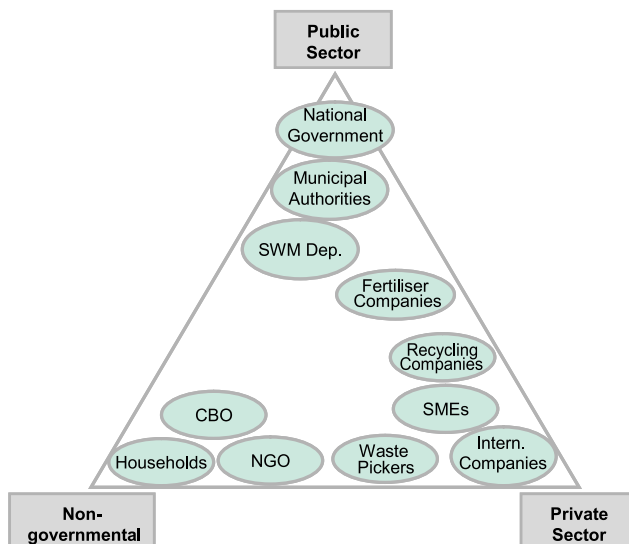 Public
Sector
National
Government
Municipal
Authorities
SWM Dep.
Fertiliser
Companies
Recycling
Companies
CBO
SMEs
Households
NGO
Waste
Pickers
Intern.
Companies
Non-
governmental
Private
Sector